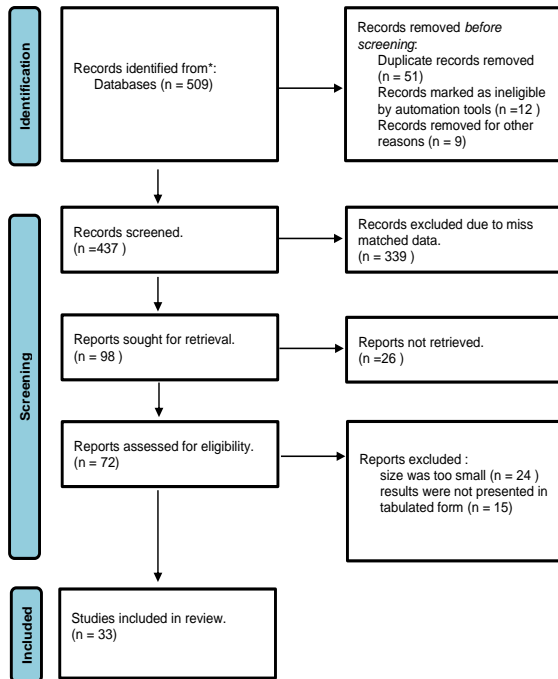 Identification
Records identified from*:
Databases (n = 509)
Records removed before
screening:
Duplicate records removed
(n = 51)
Records marked as ineligible
by automation tools (n =12 )
Records removed for other
reasons (n = 9)
Screening
Records screened.
(n =437 )
Records excluded due to miss
matched data.
(n = 339 )
Reports sought for retrieval.
(n = 98 )
Reports not retrieved.
(n =26 )
Reports assessed for eligibility.
(n = 72)
Reports excluded :
size was too small (n = 24 )
results were not presented in
tabulated form (n = 15)
Included
Studies included in review.
(n = 33)